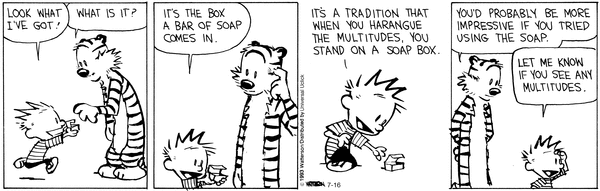 LOOK WHAT
I'VE GOT!
WHAT IS IT?
IT'S THE BOX
A BAR OF SOAP
COMES IN.
© 1993 Watterson/Distributed by Universal Uclick
IT'S A TRADITION THAT
WHEN YOU HARANGUE
THE MULTITUDES, YOU
STAND ON A SOAP BOX.
WATTERSON 7-16
YOU'D PROBABLY BE MORE
IMPRESSIVE IF YOU TRIED
USING THE SOAP.
LET ME KNOW
IF YOU SEE ANY
MULTITUDES.